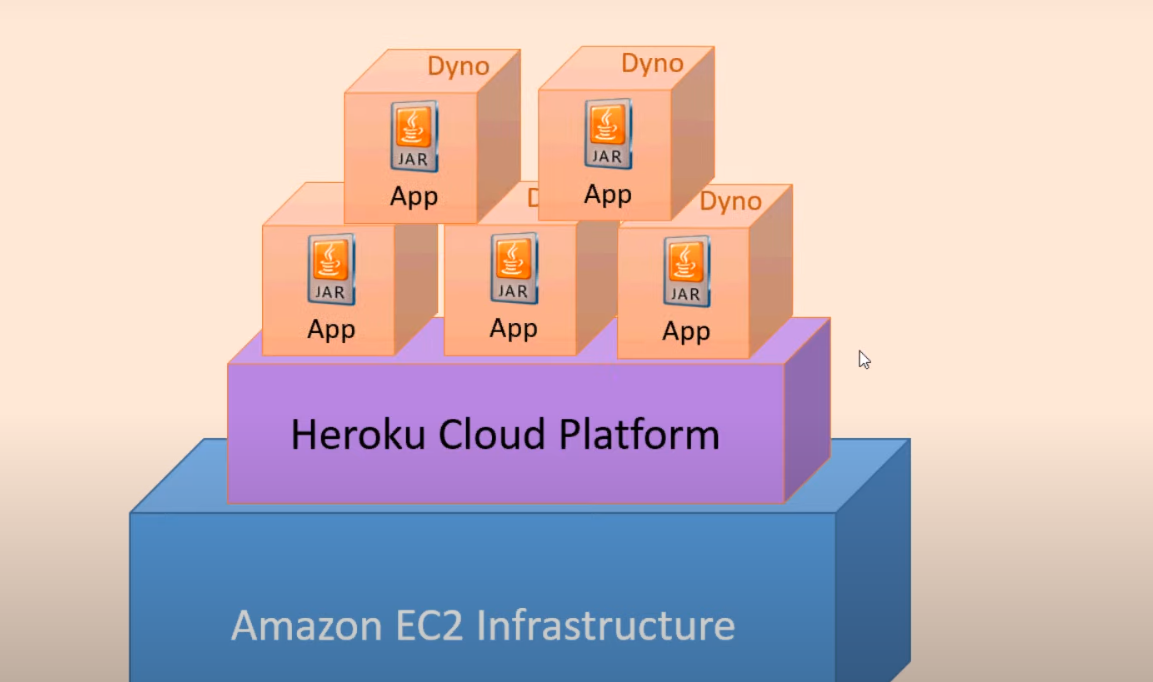 Dyno
Dyno
JAR
JAR
App
App
Dyno
JAR
JAR
JAR
App
App
App
Heroku Cloud Platform
Amazon EC2 Infrastructure